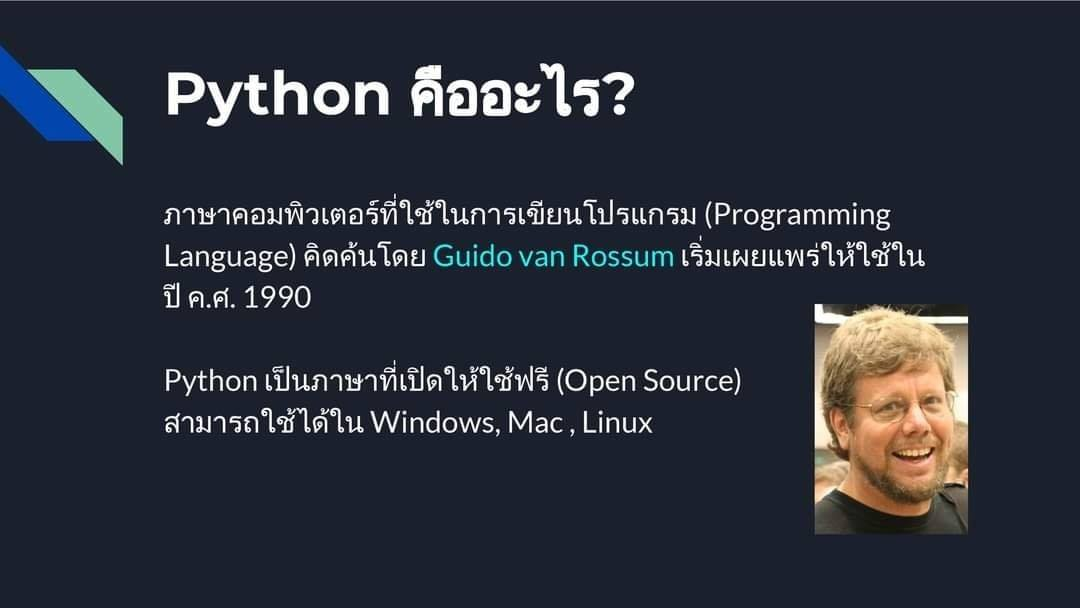 Python คืออะไร?
ภาษาคอมพิวเตอร์ที่ใช้ในการเขียนโปรแกรม (Programming
Language) คิดค้นโดย Guido van Rossum เริ่มเผยแพร่ให้ใช้ใน
ปี ค.ศ. 1990
Python เป็นภาษาที่เปิดให้ใช้ฟรี (Open Source)
สามารถใช้ได้ใน Windows, Mac , Linux